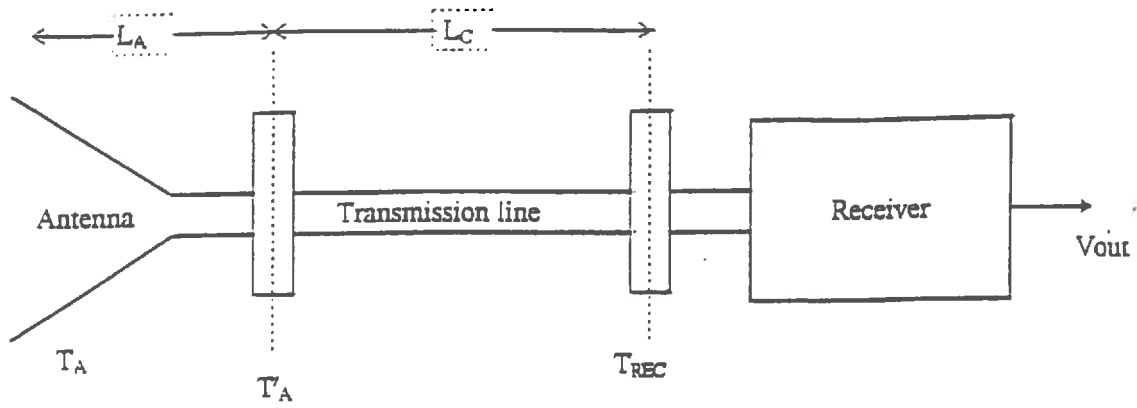 L_A
L_C
Antenna
Transmission line
Receiver
Vout
T_A
T'_A
T_REC